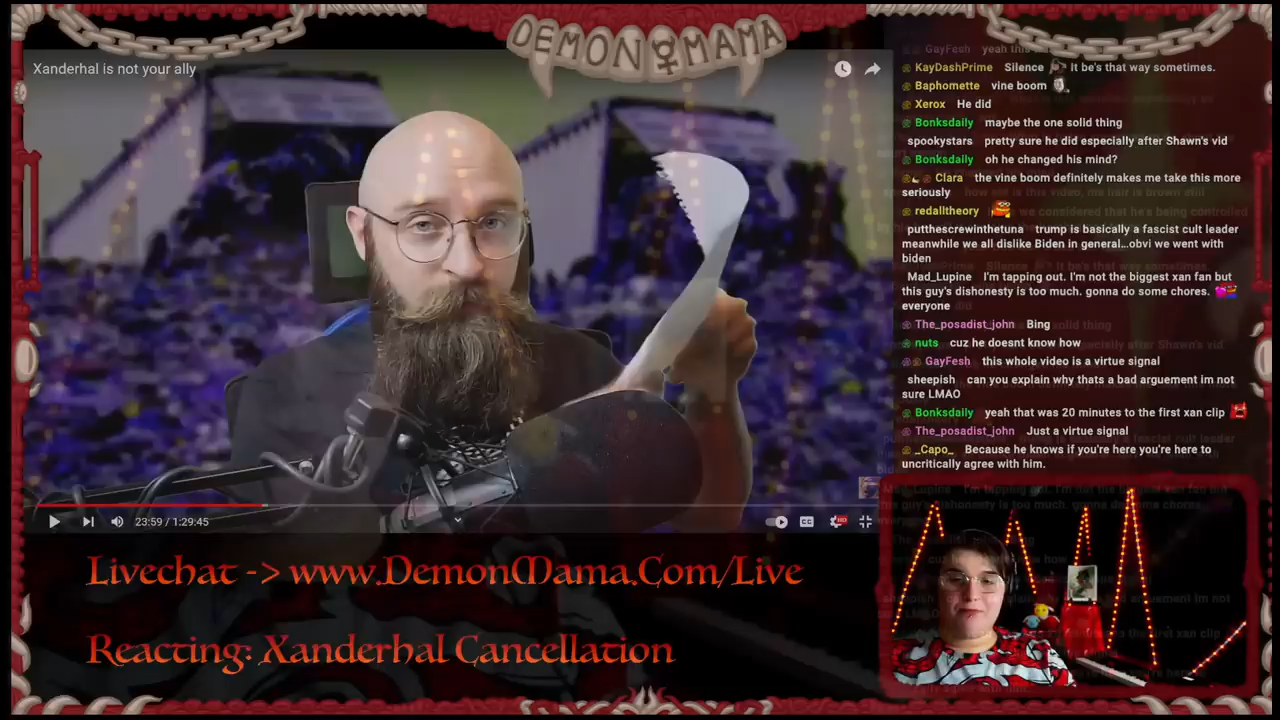 DEMON MAMA
Xanderhal is not your ally
GayFesh yeah this
KayDashPrime Silence it be's that way sometimes.
Baphomette vine boom
Xerox He did
Bonksdaily maybe the one solid thing
spookystars pretty sure he did especially after Shawn's vid
Bonksdaily oh he changed his mind?
Clara the vine boom definitely makes me take this more
seriously
redalltheory
putthescrewinthetuna trump is basically a fascist cult leader
meanwhile we all dislike Biden in general...obvi we went with
biden
Mad_Lupine I'm tapping out. I'm not the biggest xan fan but
this guy's dishonesty is too much. gonna do some chores.
everyone
The_posadist_john Bing
nuts cuz he doesnt know how
GayFesh this whole video is a virtue signal
sheepish can you explain why thats a bad arguement im not
sure LMAO
Bonksdaily yeah that was 20 minutes to the first xan clip
The_posadist_john Just a virtue signal
_Capo_ Because he knows if you're here you're here to
uncritically agree with him.
23:59 / 1:29:45
CC
HD
Livechat -> www.DemonMama.Com/Live
Reacting: Xanderhal Cancellation